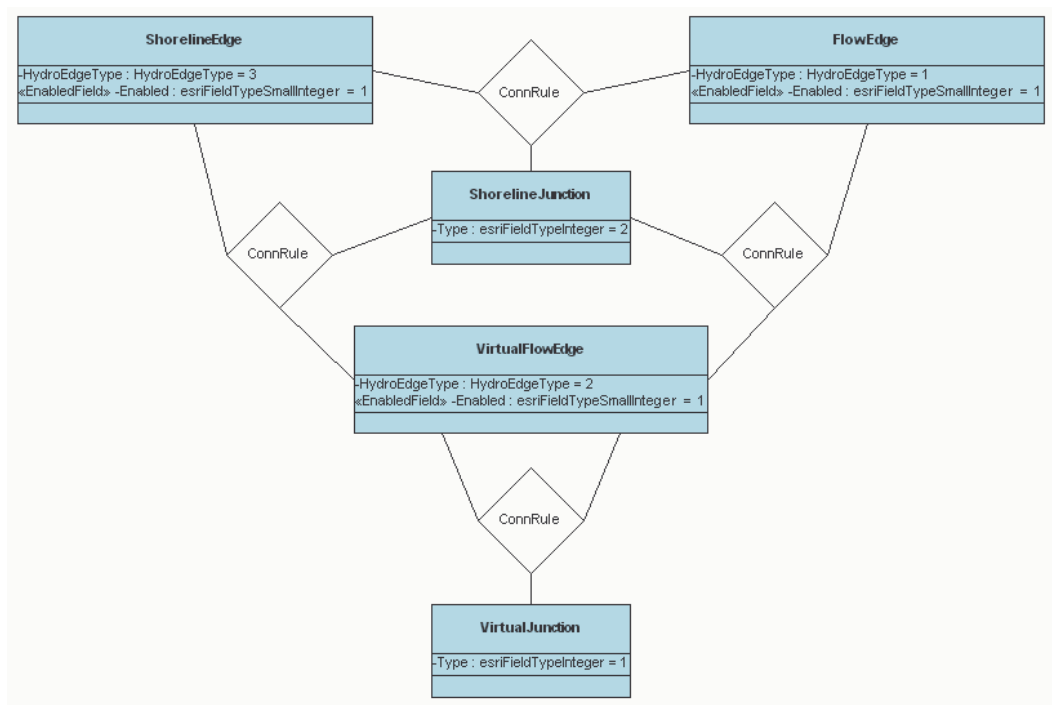 ShorelineEdge
-HydroEdgeType : HydroEdgeType = 3
«EnabledField» -Enabled : esriFieldTypeSmallInteger = 1
FlowEdge
-HydroEdgeType : HydroEdgeType = 1
«EnabledField» -Enabled : esriFieldTypeSmallInteger = 1
ConnRule
ShorelineJunction
-Type : esriFieldTypeInteger = 2
ConnRule
ConnRule
VirtualFlowEdge
-HydroEdgeType : HydroEdgeType = 2
«EnabledField» -Enabled : esriFieldTypeSmallInteger = 1
ConnRule
VirtualJunction
-Type : esriFieldTypeInteger = 1